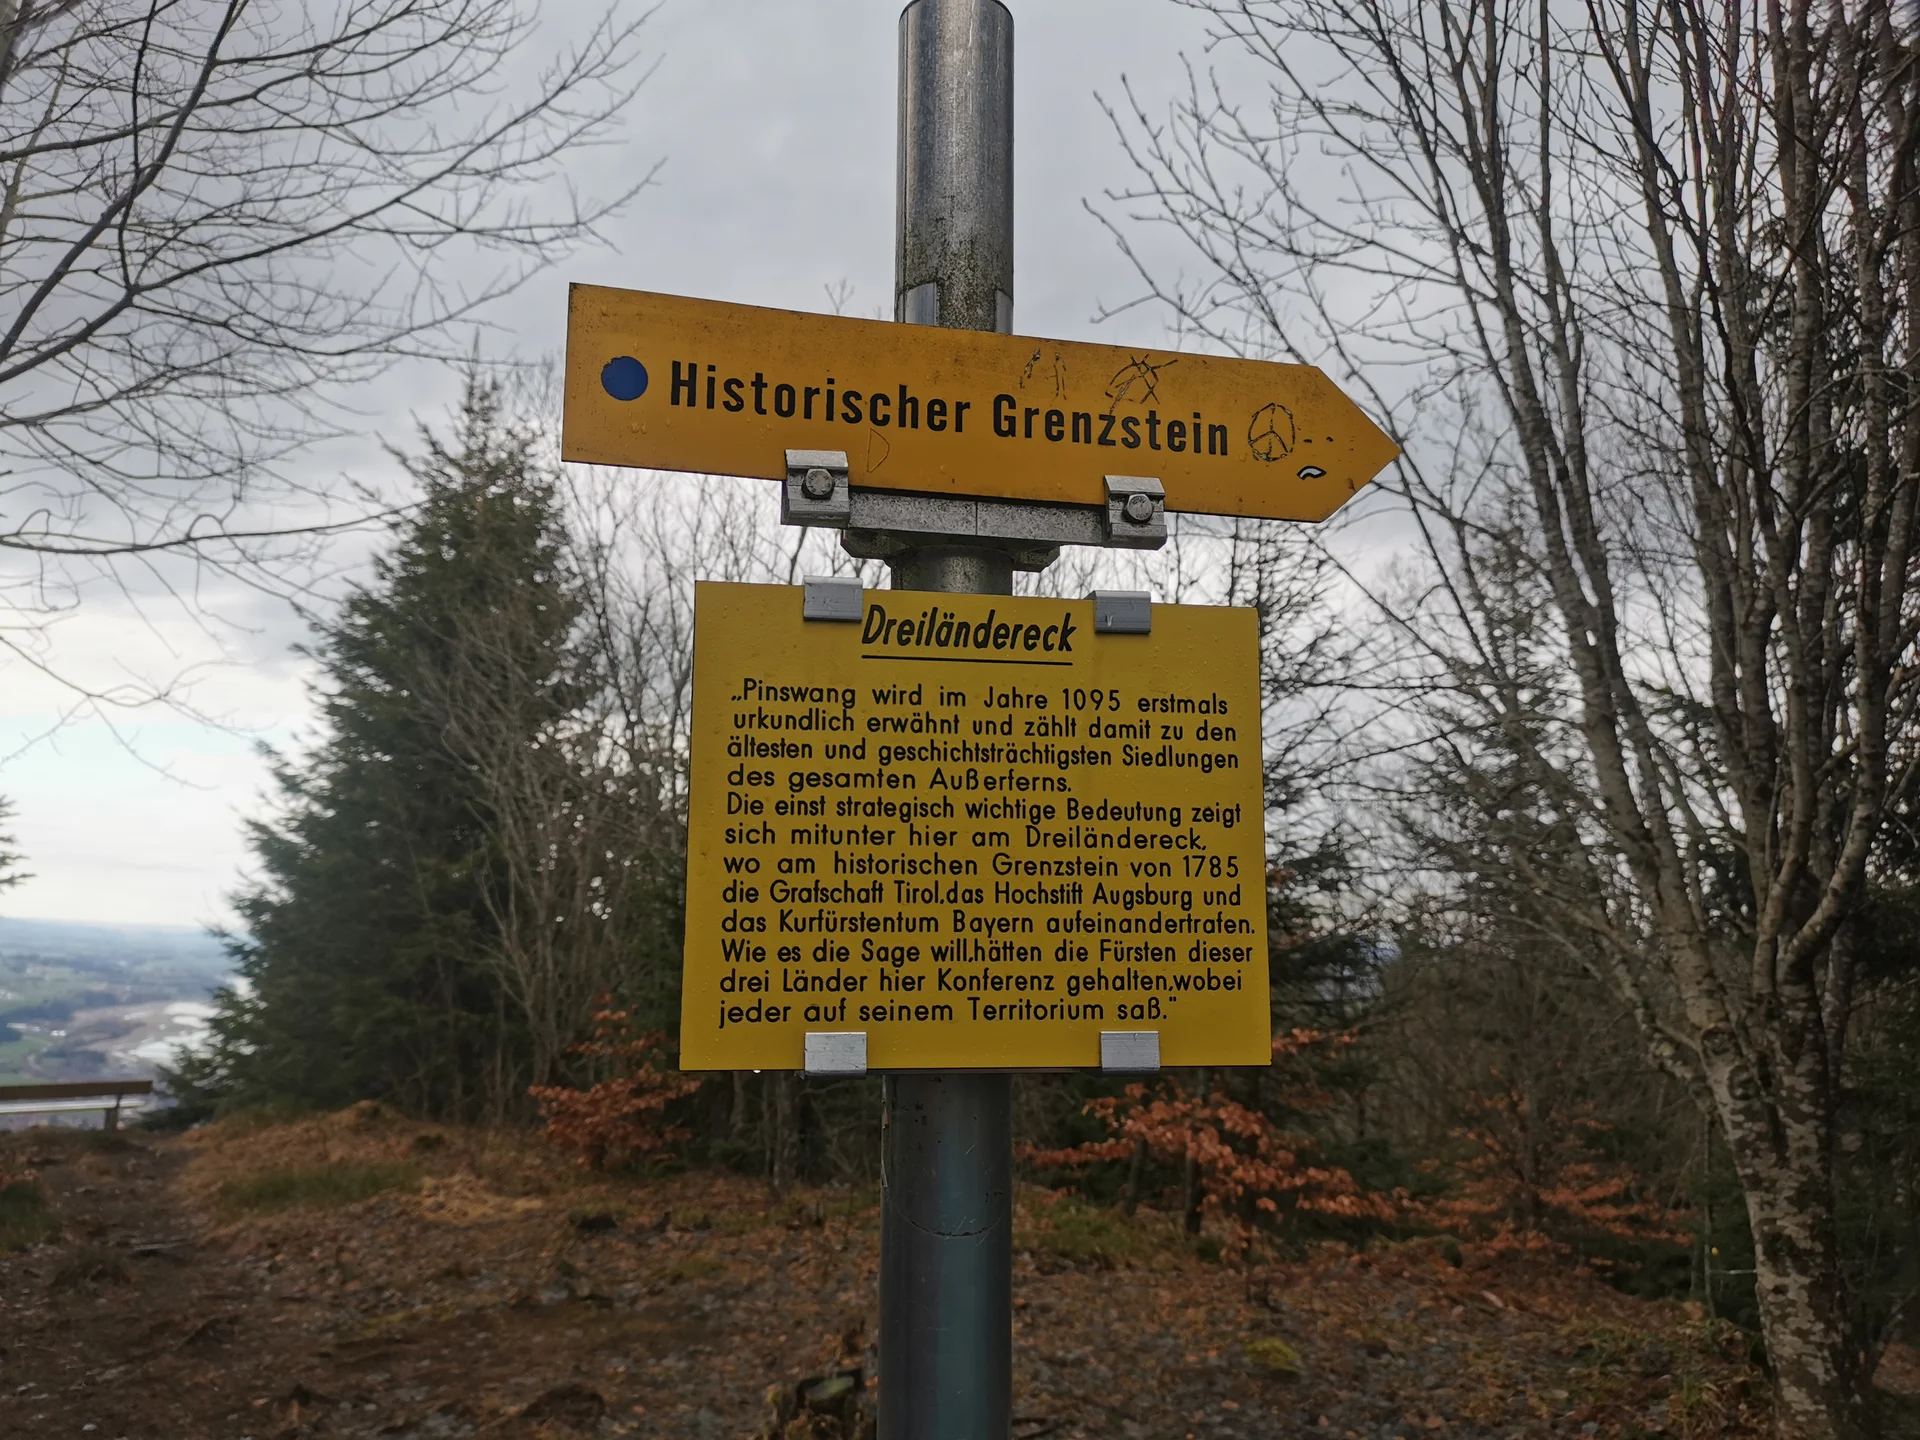 Historischer Grenzstein
Dreiländereck
„Pinswang wird im Jahre 1095 erstmals
urkundlich erwähnt und zählt damit zu den
ältesten und geschichtsträchtigsten Siedlungen
des gesamten Außerferns.
Die einst strategisch wichtige Bedeutung zeigt
sich mitunter hier am Dreiländereck,
wo am historischen Grenzstein von 1785
die Grafschaft Tirol,das Hochstift Augsburg und
das Kurfürstentum Bayern aufeinandertrafen.
Wie es die Sage will,hätten die Fürsten dieser
drei Länder hier Konferenz gehalten,wobei
jeder auf seinem Territorium saß."